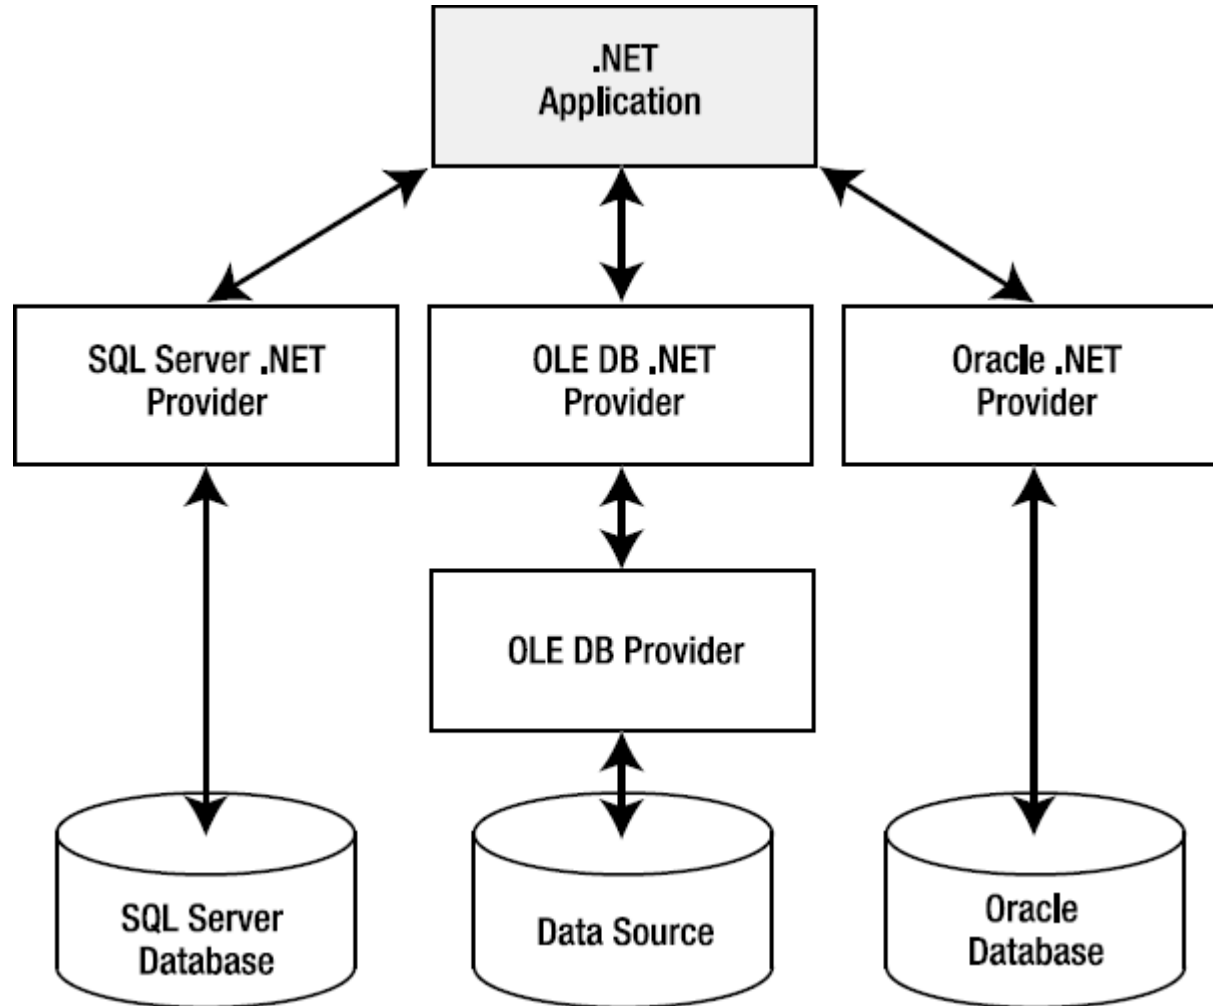 .NET
Application
SQL Server .NET
Provider
OLE DB .NET
Provider
Oracle .NET
Provider
OLE DB Provider
SQL Server
Database
Data Source
Oracle
Database